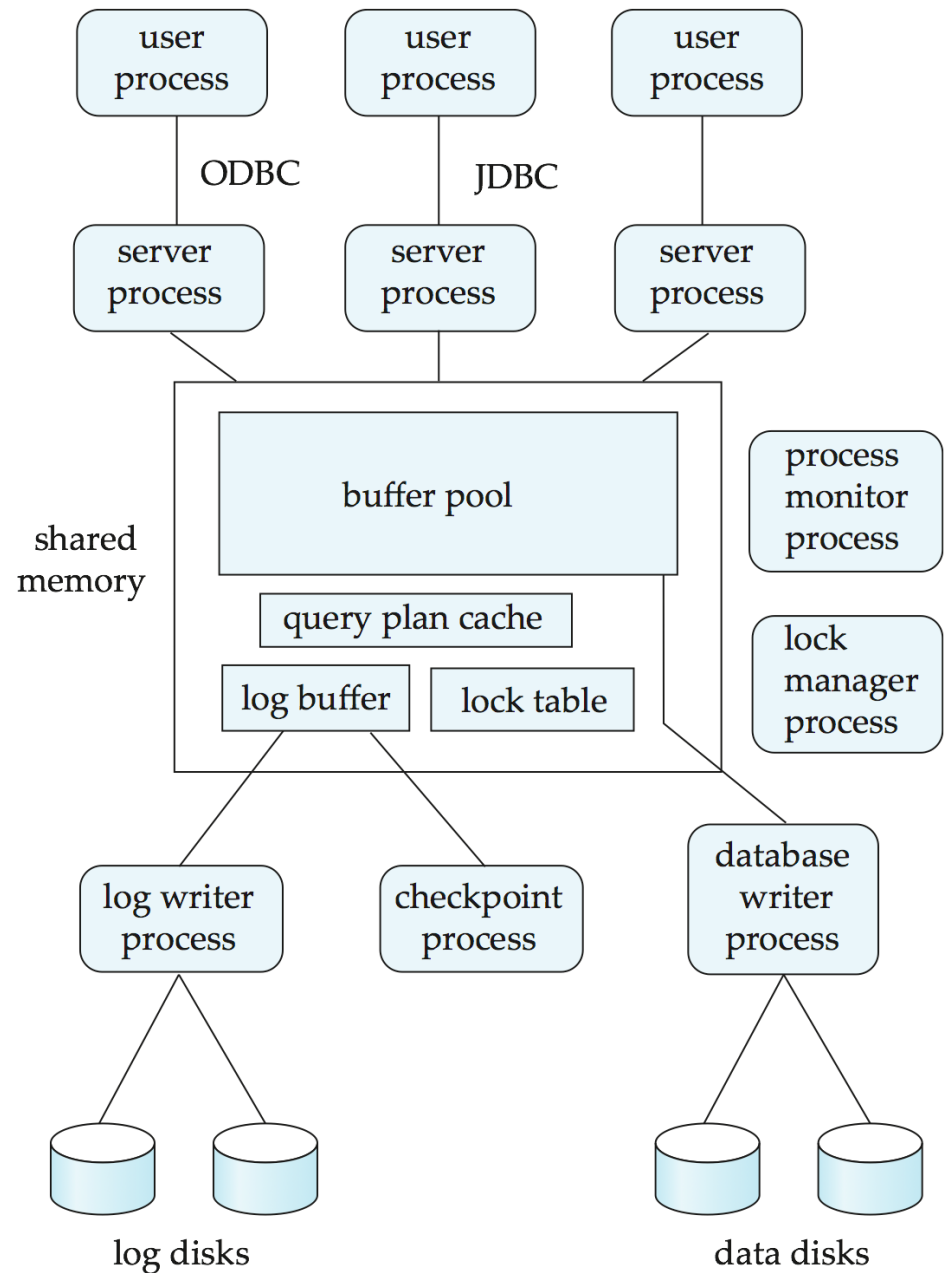 user
process
user
process
user
process
ODBC
JDBC
server
process
server
process
server
process
shared
memory
buffer pool
query plan cache
log buffer
lock table
process
monitor
process
lock
manager
process
log writer
process
checkpoint
process
database
writer
process
log disks
data disks